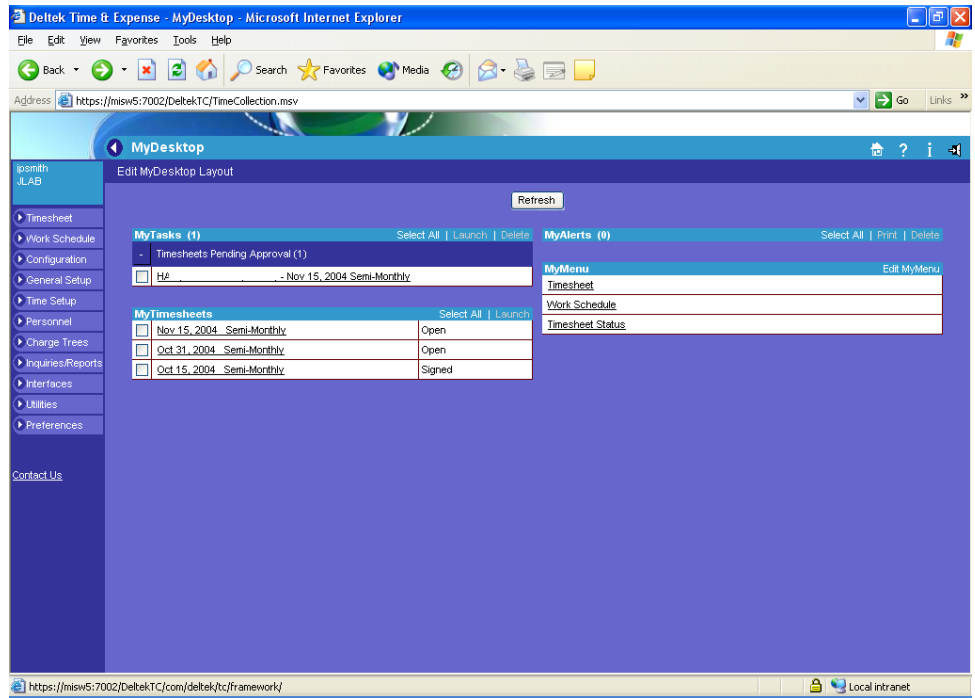 Deltek Time & Expense - MyDesktop - Microsoft Internet Explorer
File Edit View Favorites Tools Help
Back Search Favorites Media
Address https://misw5:7002/DeltekTC/TimeCollection.msv Go Links »
MyDesktop ? i
ipsmith
JLAB
Edit MyDesktop Layout
Refresh
Timesheet
Work Schedule
Configuration
General Setup
Time Setup
Personnel
Charge Trees
Inquiries/Reports
Interfaces
Utilities
Preferences
Contact Us
MyTasks (1) Select All | Launch | Delete
- Timesheets Pending Approval (1)
- Nov 15, 2004 Semi-Monthly
MyTimesheets Select All | Launch
Nov 15, 2004 Semi-Monthly Open
Oct 31, 2004 Semi-Monthly Open
Oct 15, 2004 Semi-Monthly Signed
MyAlerts (0) Select All | Print | Delete
MyMenu Edit MyMenu
Timesheet
Work Schedule
Timesheet Status
https://misw5:7002/DeltekTC/com/deltek/tc/framework/ Local intranet